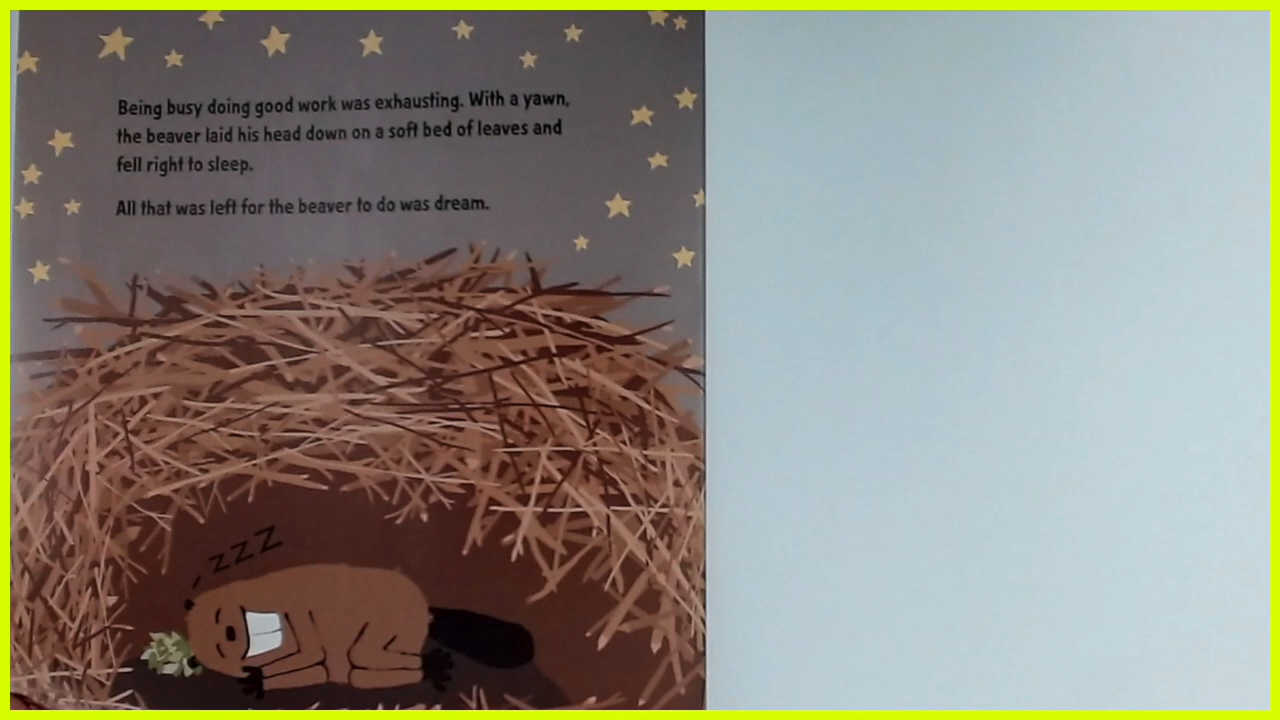 Being busy doing good work was exhausting. With a yawn,
the beaver laid his head down on a soft bed of leaves and
fell right to sleep.
All that was left for the beaver to do was dream.
ZZZ